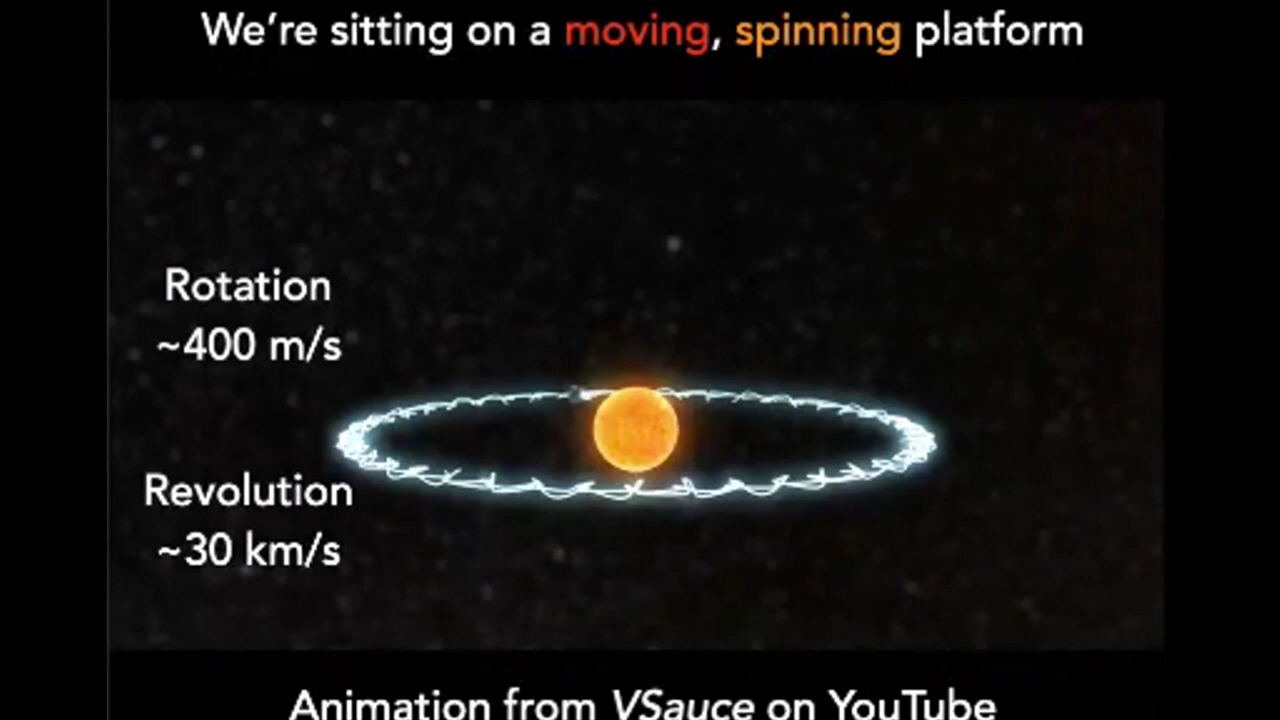 We're sitting on a moving, spinning platform
Rotation
~400 m/s
Revolution
~30 km/s
Animation from VSauce on YouTube